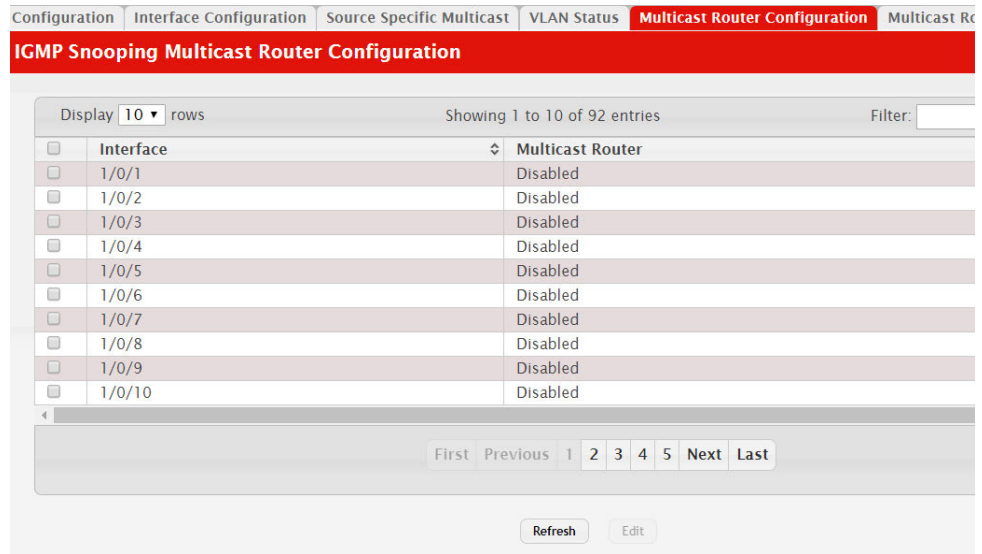 Configuration Interface Configuration Source Specific Multicast VLAN Status Multicast Router Configuration Multicast Ro
IGMP Snooping Multicast Router Configuration
Display 10 rows Showing 1 to 10 of 92 entries Filter:
Interface Multicast Router
1/0/1 Disabled
1/0/2 Disabled
1/0/3 Disabled
1/0/4 Disabled
1/0/5 Disabled
1/0/6 Disabled
1/0/7 Disabled
1/0/8 Disabled
1/0/9 Disabled
1/0/10 Disabled
First Previous 1 2 3 4 5 Next Last
Refresh Edit